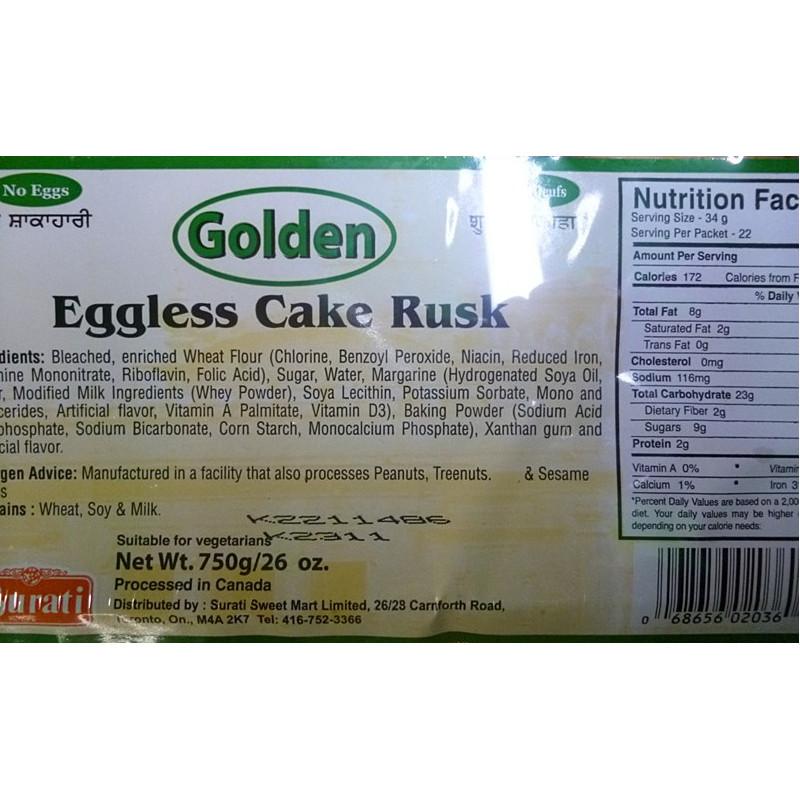 No Eggs
शाकाहारी
Golden
Eggless Cake Rusk
dients: Bleached, enriched Wheat Flour (Chlorine, Benzoyl Peroxide, Niacin, Reduced Iron,
mine Mononitrate, Riboflavin, Folic Acid), Sugar, Water, Margarine (Hydrogenated Soya Oil,
r, Modified Milk Ingredients (Whey Powder), Soya Lecithin, Potassium Sorbate, Mono and
cerides, Artificial flavor, Vitamin A Palmitate, Vitamin D3), Baking Powder (Sodium Acid
phosphate, Sodium Bicarbonate, Corn Starch, Monocalcium Phosphate), Xanthan gum and
cial flavor.
gen Advice: Manufactured in a facility that also processes Peanuts, Treenuts. & Sesame
s
ains : Wheat, Soy & Milk.
K2211486
K2311
Suitable for vegetarians
Net Wt. 750g/26 oz.
Processed in Canada
Surati
Distributed by : Surati Sweet Mart Limited, 26/28 Carnforth Road,
Toronto, On., M4A 2K7 Tel: 416-752-3366
Nutrition Fac
Serving Size - 34 g
Serving Per Packet - 22
Amount Per Serving
Calories 172 Calories from F
% Daily V
Total Fat 8g
Saturated Fat 2g
Trans Fat 0g
Cholesterol 0mg
Sodium 116mg
Total Carbohydrate 23g
Dietary Fiber 2g
Sugars 9g
Protein 2g
Vitamin A 0% * Vitamin
Calcium 1% * Iron 3
*Percent Daily Values are based on a 2,00
diet. Your daily values may be higher
depending on your calorie needs:
0 68656 02036